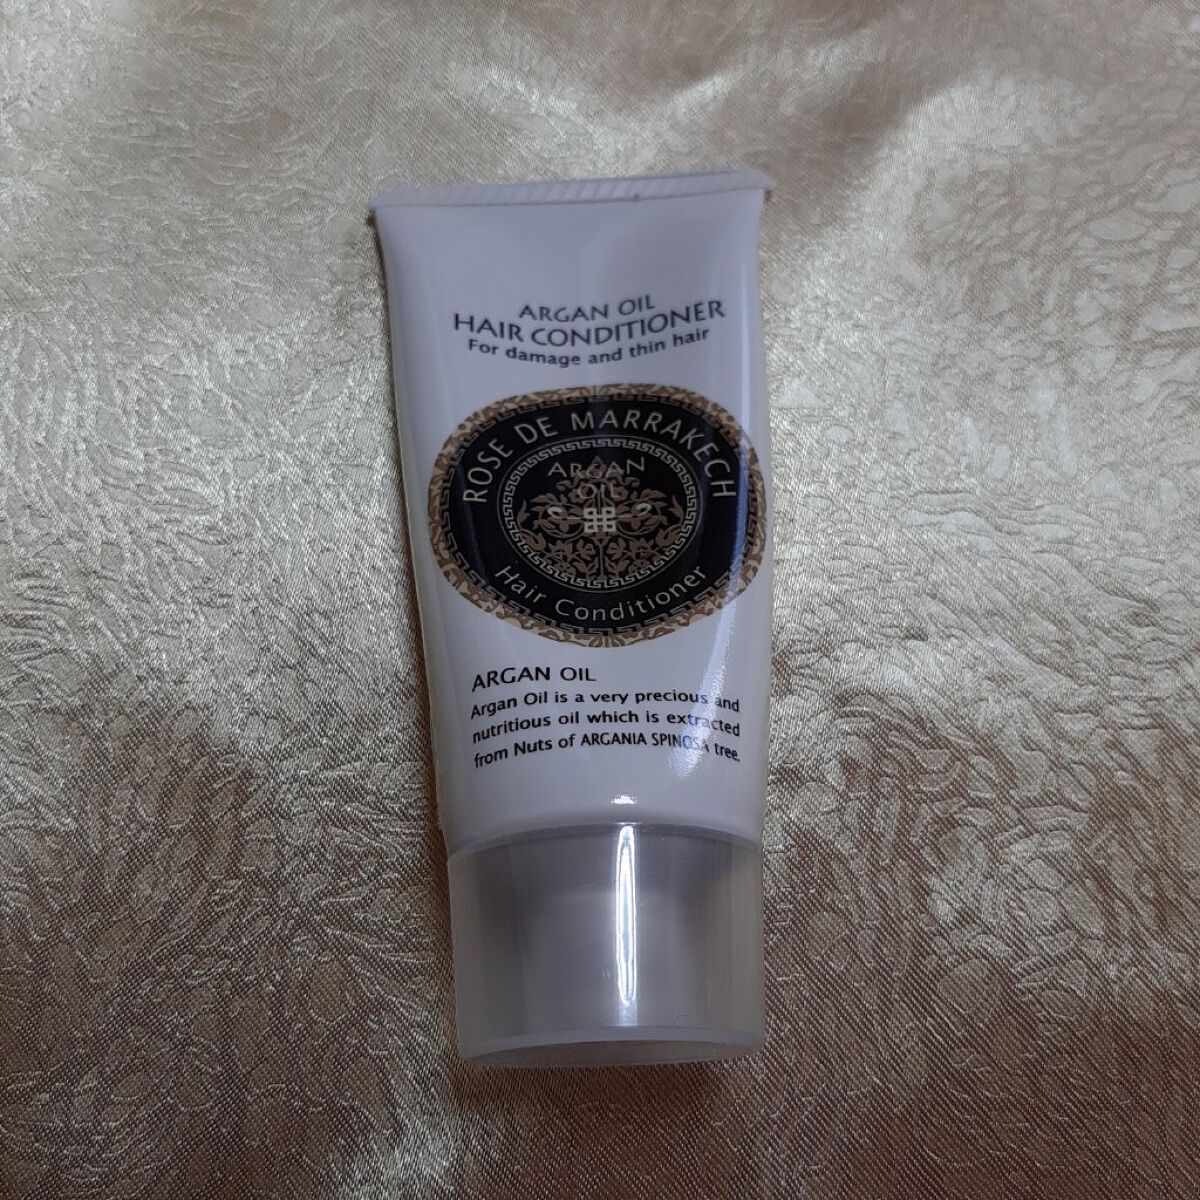 ARGAN OIL
HAIR CONDITIONER
For damage and thin hair
ROSE DE MARRAKECH
ARGAN
OIL
Hair Conditioner
ARGAN OIL
Argan Oil is a very precious and
nutritious oil which is extracted
from Nuts of ARGANIA SPINOSA tree.